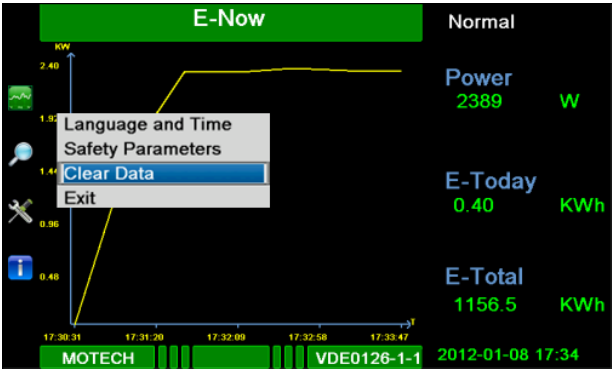 E-Now
Normal
KW
2.40
Power
2389 W
1.92
Language and Time
Safety Parameters
1.44
Clear Data
Exit
E-Today
0.40 KWh
0.96
0.48
E-Total
1156.5 KWh
T
17:30:31 17:31:20 17:32:09 17:32:58 17:33:47
MOTECH VDE0126-1-1 2012-01-08 17:34